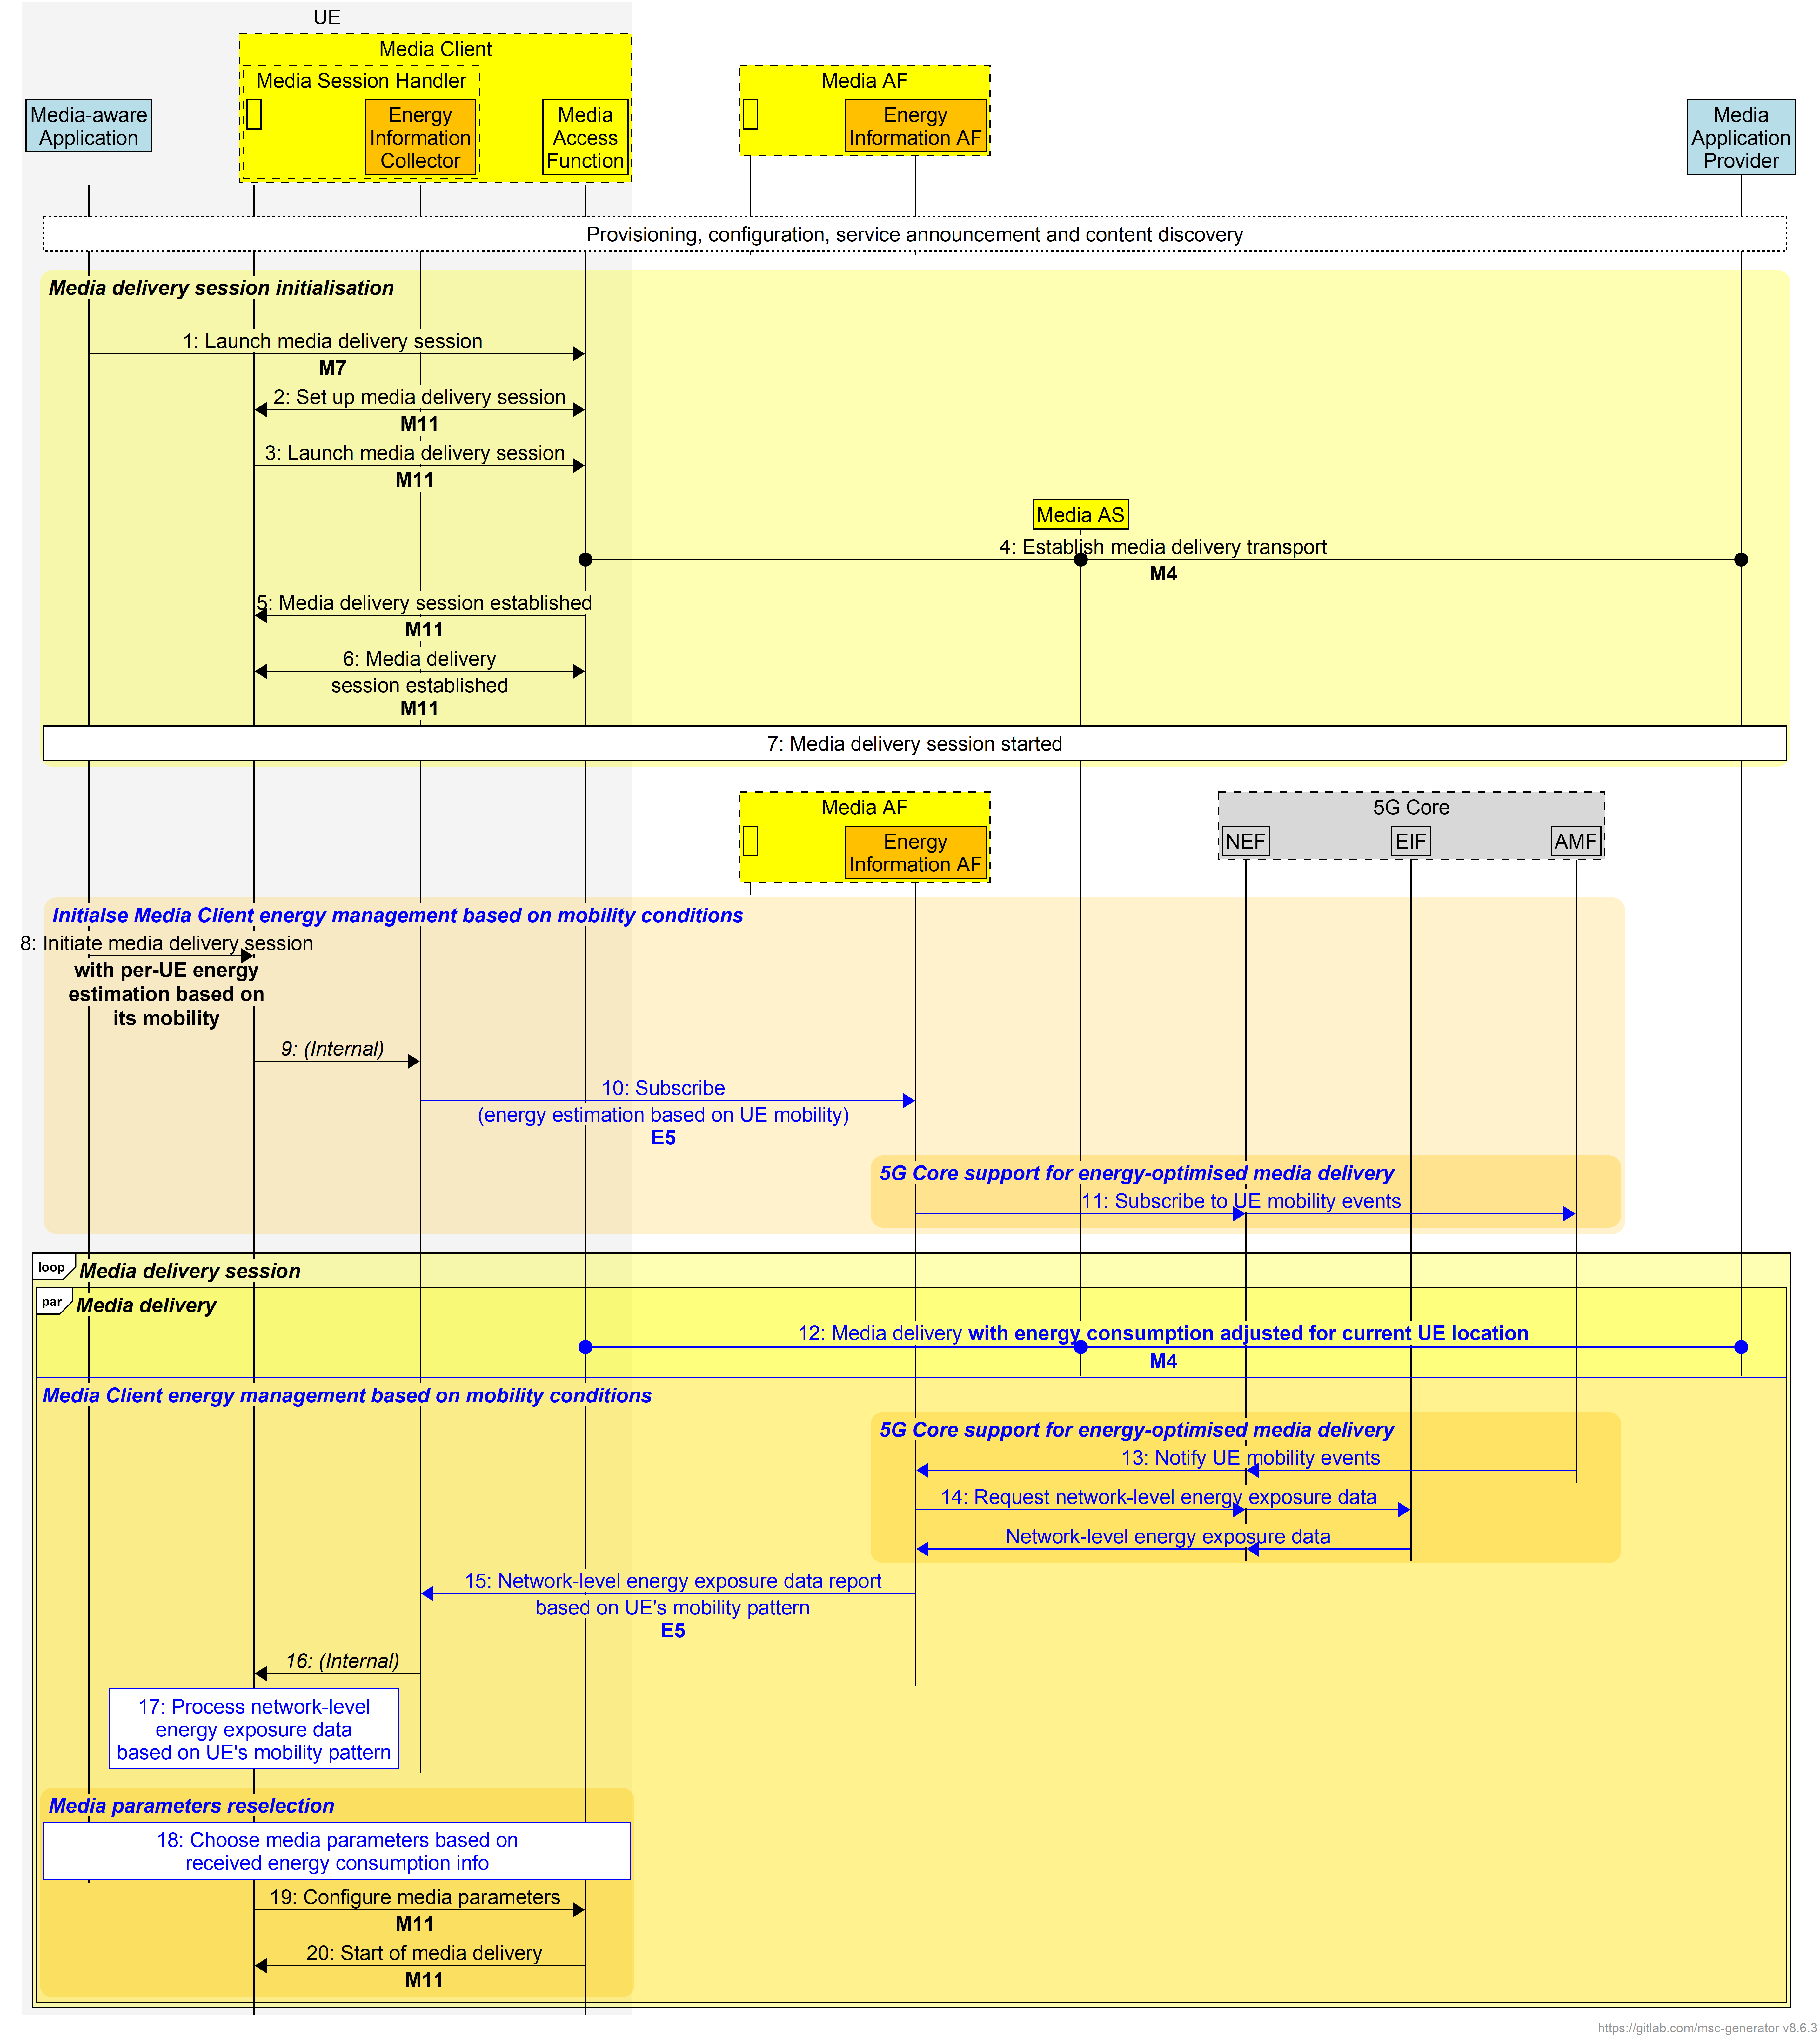 UE
Media Client
Media Session Handler
Media AF
Media-aware
Application
Energy
Information
Collector
Media
Access
Function
Energy
Information AF
Media
Application
Provider
Provisioning, configuration, service announcement and content discovery
Media delivery session initialisation
1: Launch media delivery session
M7
2: Set up media delivery session
M11
3: Launch media delivery session
M11
Media AS
4: Establish media delivery transport
M4
5: Media delivery session established
M11
6: Media delivery
session established
M11
7: Media delivery session started
Media AF
Energy
Information AF
5G Core
NEF
EIF
AMF
Initialse Media Client energy management based on mobility conditions
8: Initiate media delivery session
with per-UE energy
estimation based on
its mobility
9: (Internal)
10: Subscribe
(energy estimation based on UE mobility)
E5
5G Core support for energy-optimised media delivery
11: Subscribe to UE mobility events
loop
Media delivery session
par
Media delivery
12: Media delivery with energy consumption adjusted for current UE location
M4
Media Client energy management based on mobility conditions
5G Core support for energy-optimised media delivery
13: Notify UE mobility events
14: Request network-level energy exposure data
Network-level energy exposure data
15: Network-level energy exposure data report
based on UE's mobility pattern
E5
16: (Internal)
17: Process network-level
energy exposure data
based on UE's mobility pattern
Media parameters reselection
18: Choose media parameters based on
received energy consumption info
19: Configure media parameters
M11
20: Start of media delivery
M11
https://gitlab.com/msc-generator v8.6.3